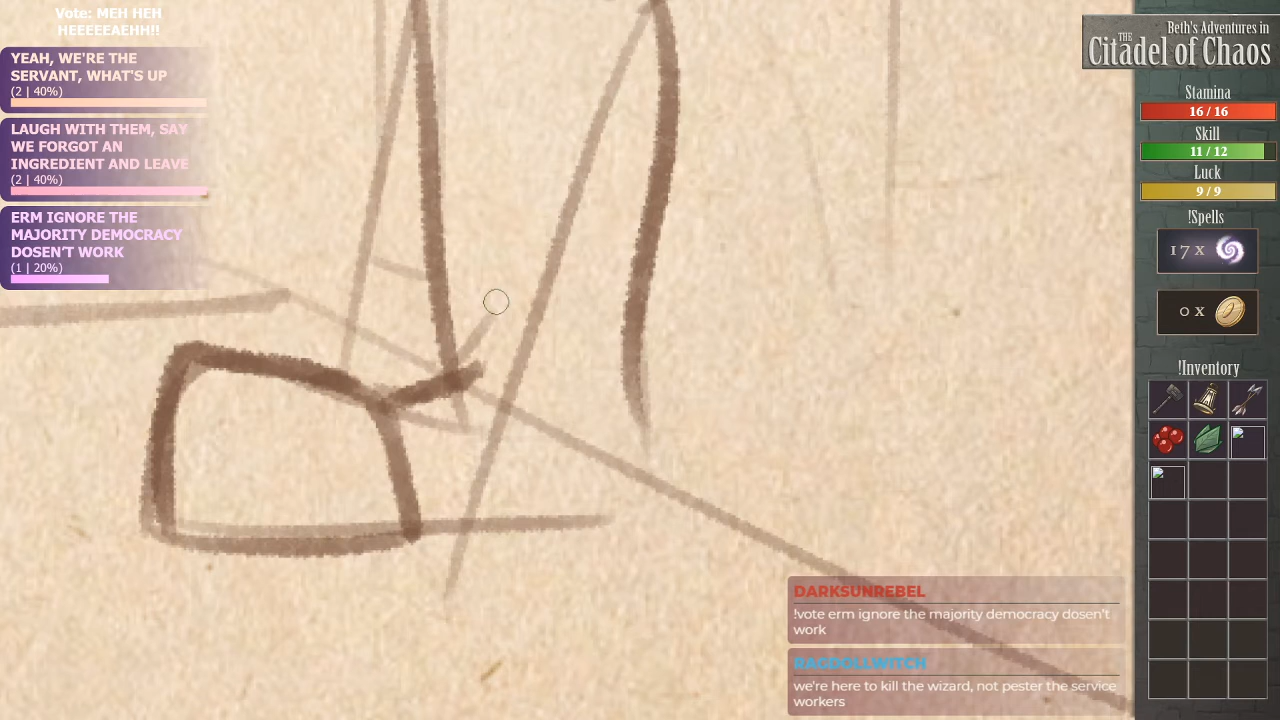 Vote: MEH HEH
HEEEEEAEHH!!
YEAH, WE'RE THE
SERVANT, WHAT'S UP
(2 | 40%)
LAUGH WITH THEM, SAY
WE FORGOT AN
INGREDIENT AND LEAVE
(2 | 40%)
ERM IGNORE THE
MAJORITY DEMOCRACY
DOSEN'T WORK
(1 | 20%)
Beth's Adventures in
THE
Citadel of Chaos
Stamina
16 / 16
Skill
11 / 12
Luck
9 / 9
!Spells
17 x
0 x
!Inventory
DARKSUNREBEL
!vote erm ignore the majority democracy dosen't
work
RAGDOLLWITCH
we're here to kill the wizard, not pester the service
workers